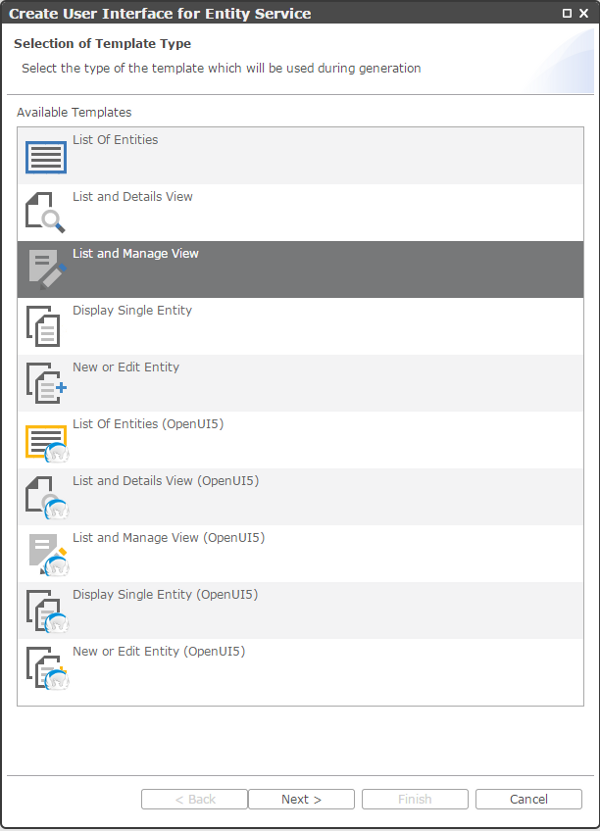 Create User Interface for Entity Service
Selection of Template Type
Select the type of the template which will be used during generation
Available Templates
List Of Entities
List and Details View
List and Manage View
Display Single Entity
New or Edit Entity
List Of Entities (OpenUI5)
List and Details View (OpenUI5)
List and Manage View (OpenUI5)
Display Single Entity (OpenUI5)
New or Edit Entity (OpenUI5)
< Back
Next >
Finish
Cancel